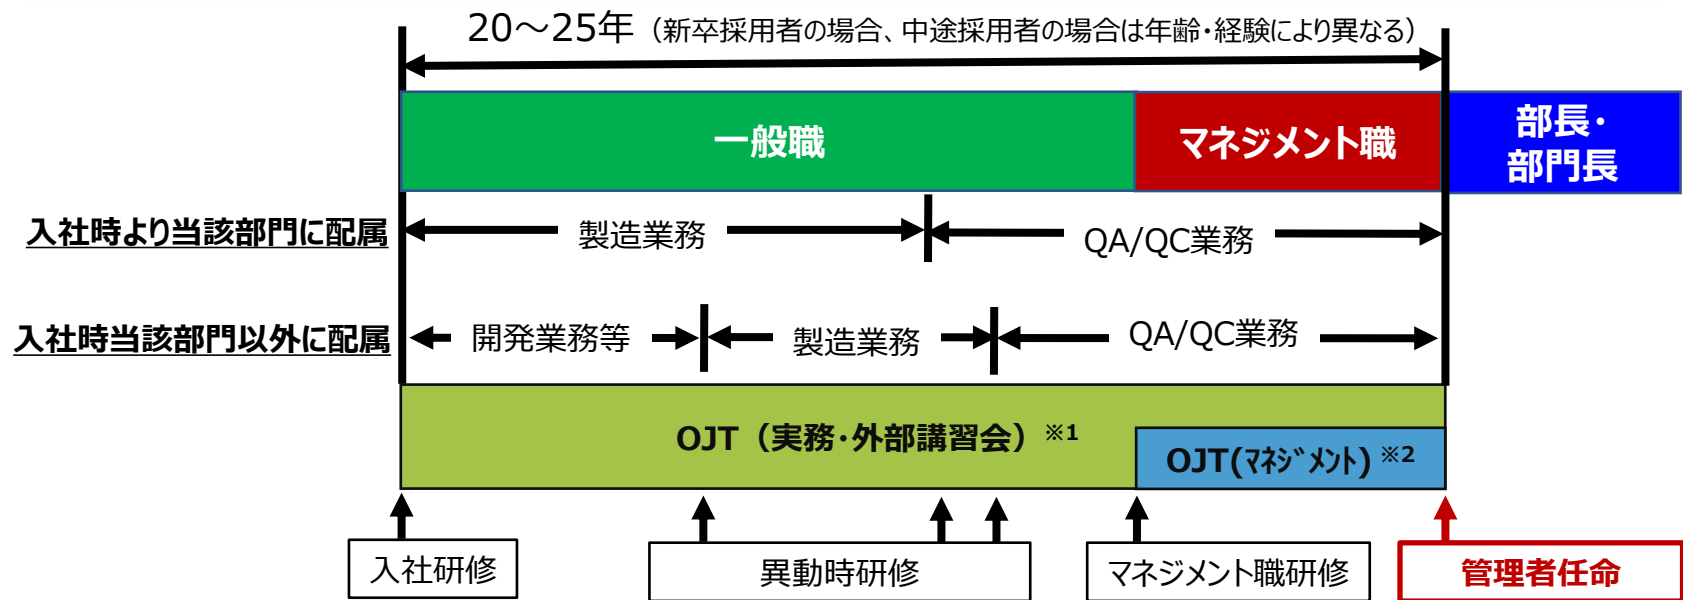 20～25年（新卒採用者の場合、中途採用者の場合は年齢・経験により異なる）
一般職
マネジメント職
部長・
部門長
入社時より当該部門に配属
製造業務
QA/QC業務
入社時当該部門以外に配属
開発業務等
製造業務
QA/QC業務
OJT（実務・外部講習会）※1
OJT(ﾏﾈｼﾞﾒﾝﾄ)※2
入社研修
異動時研修
マネジメント職研修
管理者任命